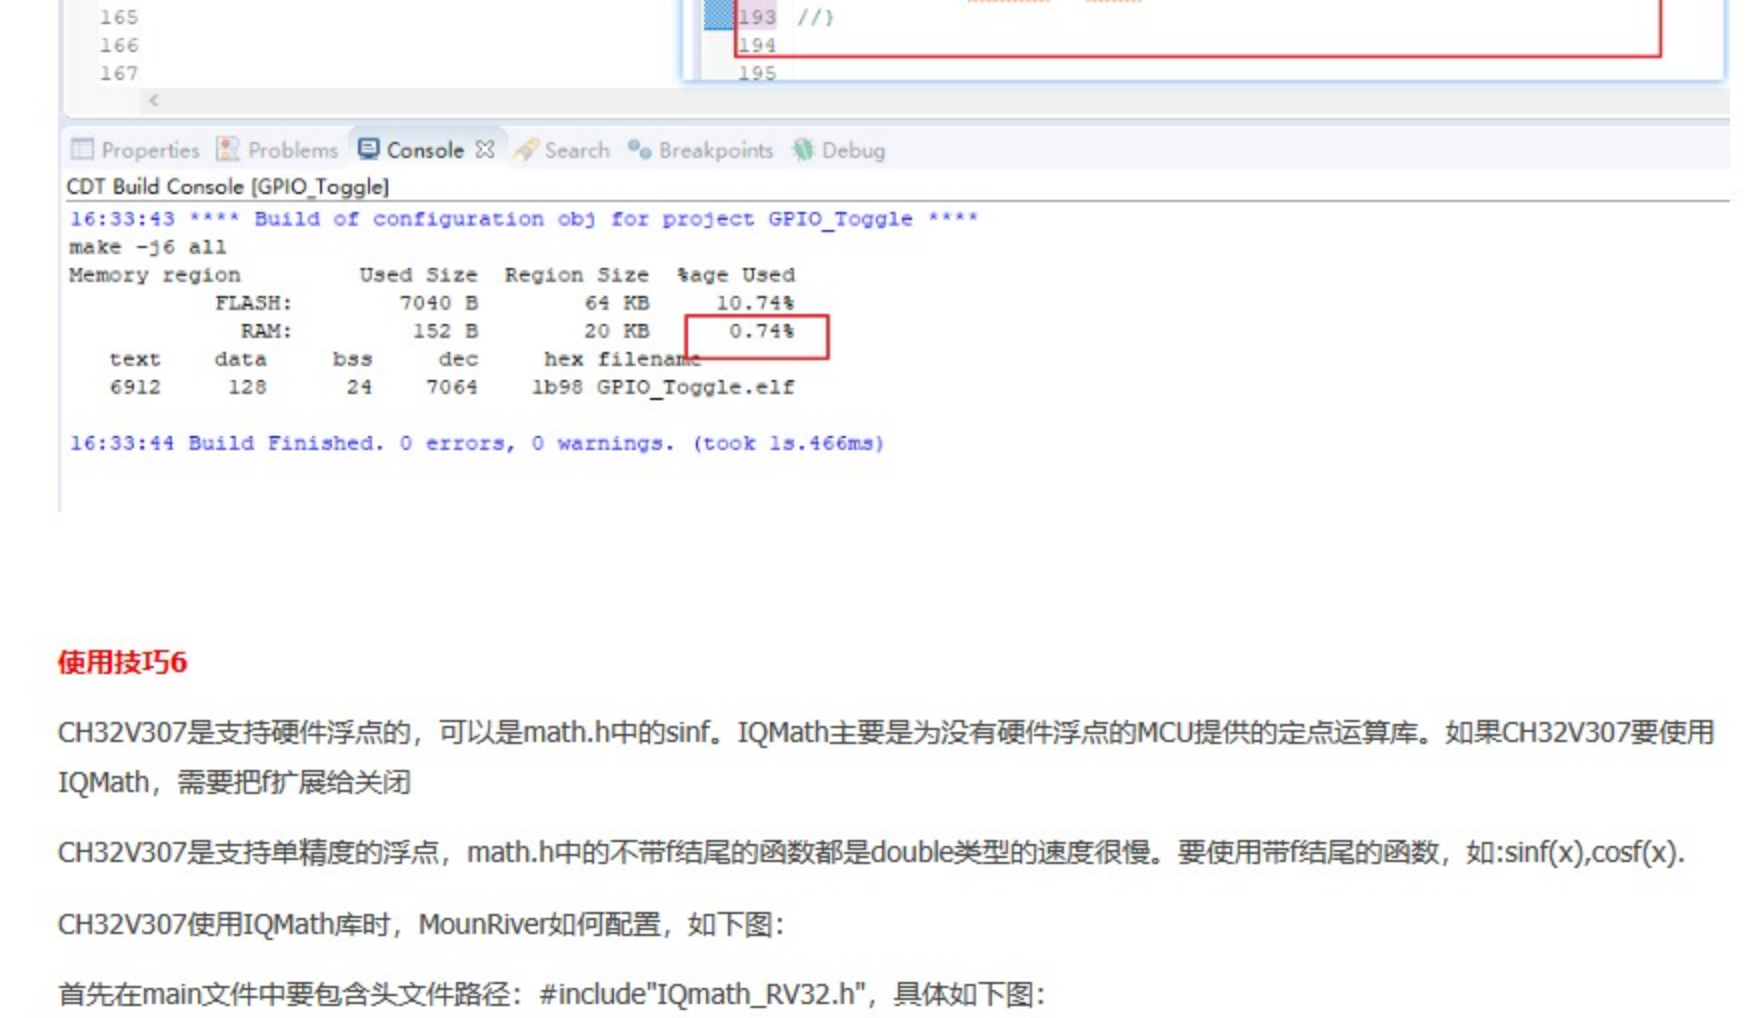 165
193 //}
166
194
167
195
Properties Problems Console Search Breakpoints Debug
CDT Build Console [GPIO_Toggle]
16:33:43 **** Build of configuration obj for project GPIO_Toggle ****
make -j6 all
Memory region Used Size Region Size %age Used
FLASH: 7040 B 64 KB 10.74%
RAM: 152 B 20 KB 0.74%
text data bss dec hex filename
6912 128 24 7064 1b98 GPIO_Toggle.elf
16:33:44 Build Finished. 0 errors, 0 warnings. (took 1s.466ms)
使用技巧6
CH32V307是支持硬件浮点的，可以是math.h中的sinf。IQMath主要是为没有硬件浮点的MCU提供的定点运算库。如果CH32V307要使用
IQMath，需要把f扩展给关闭
CH32V307是支持单精度的浮点，math.h中的不带f结尾的函数都是double类型的速度很慢。要使用带f结尾的函数，如:sinf(x),cosf(x).
CH32V307使用IQMath库时，MounRiver如何配置，如下图：
首先在main文件中要包含头文件路径：#include"IQmath_RV32.h"，具体如下图：